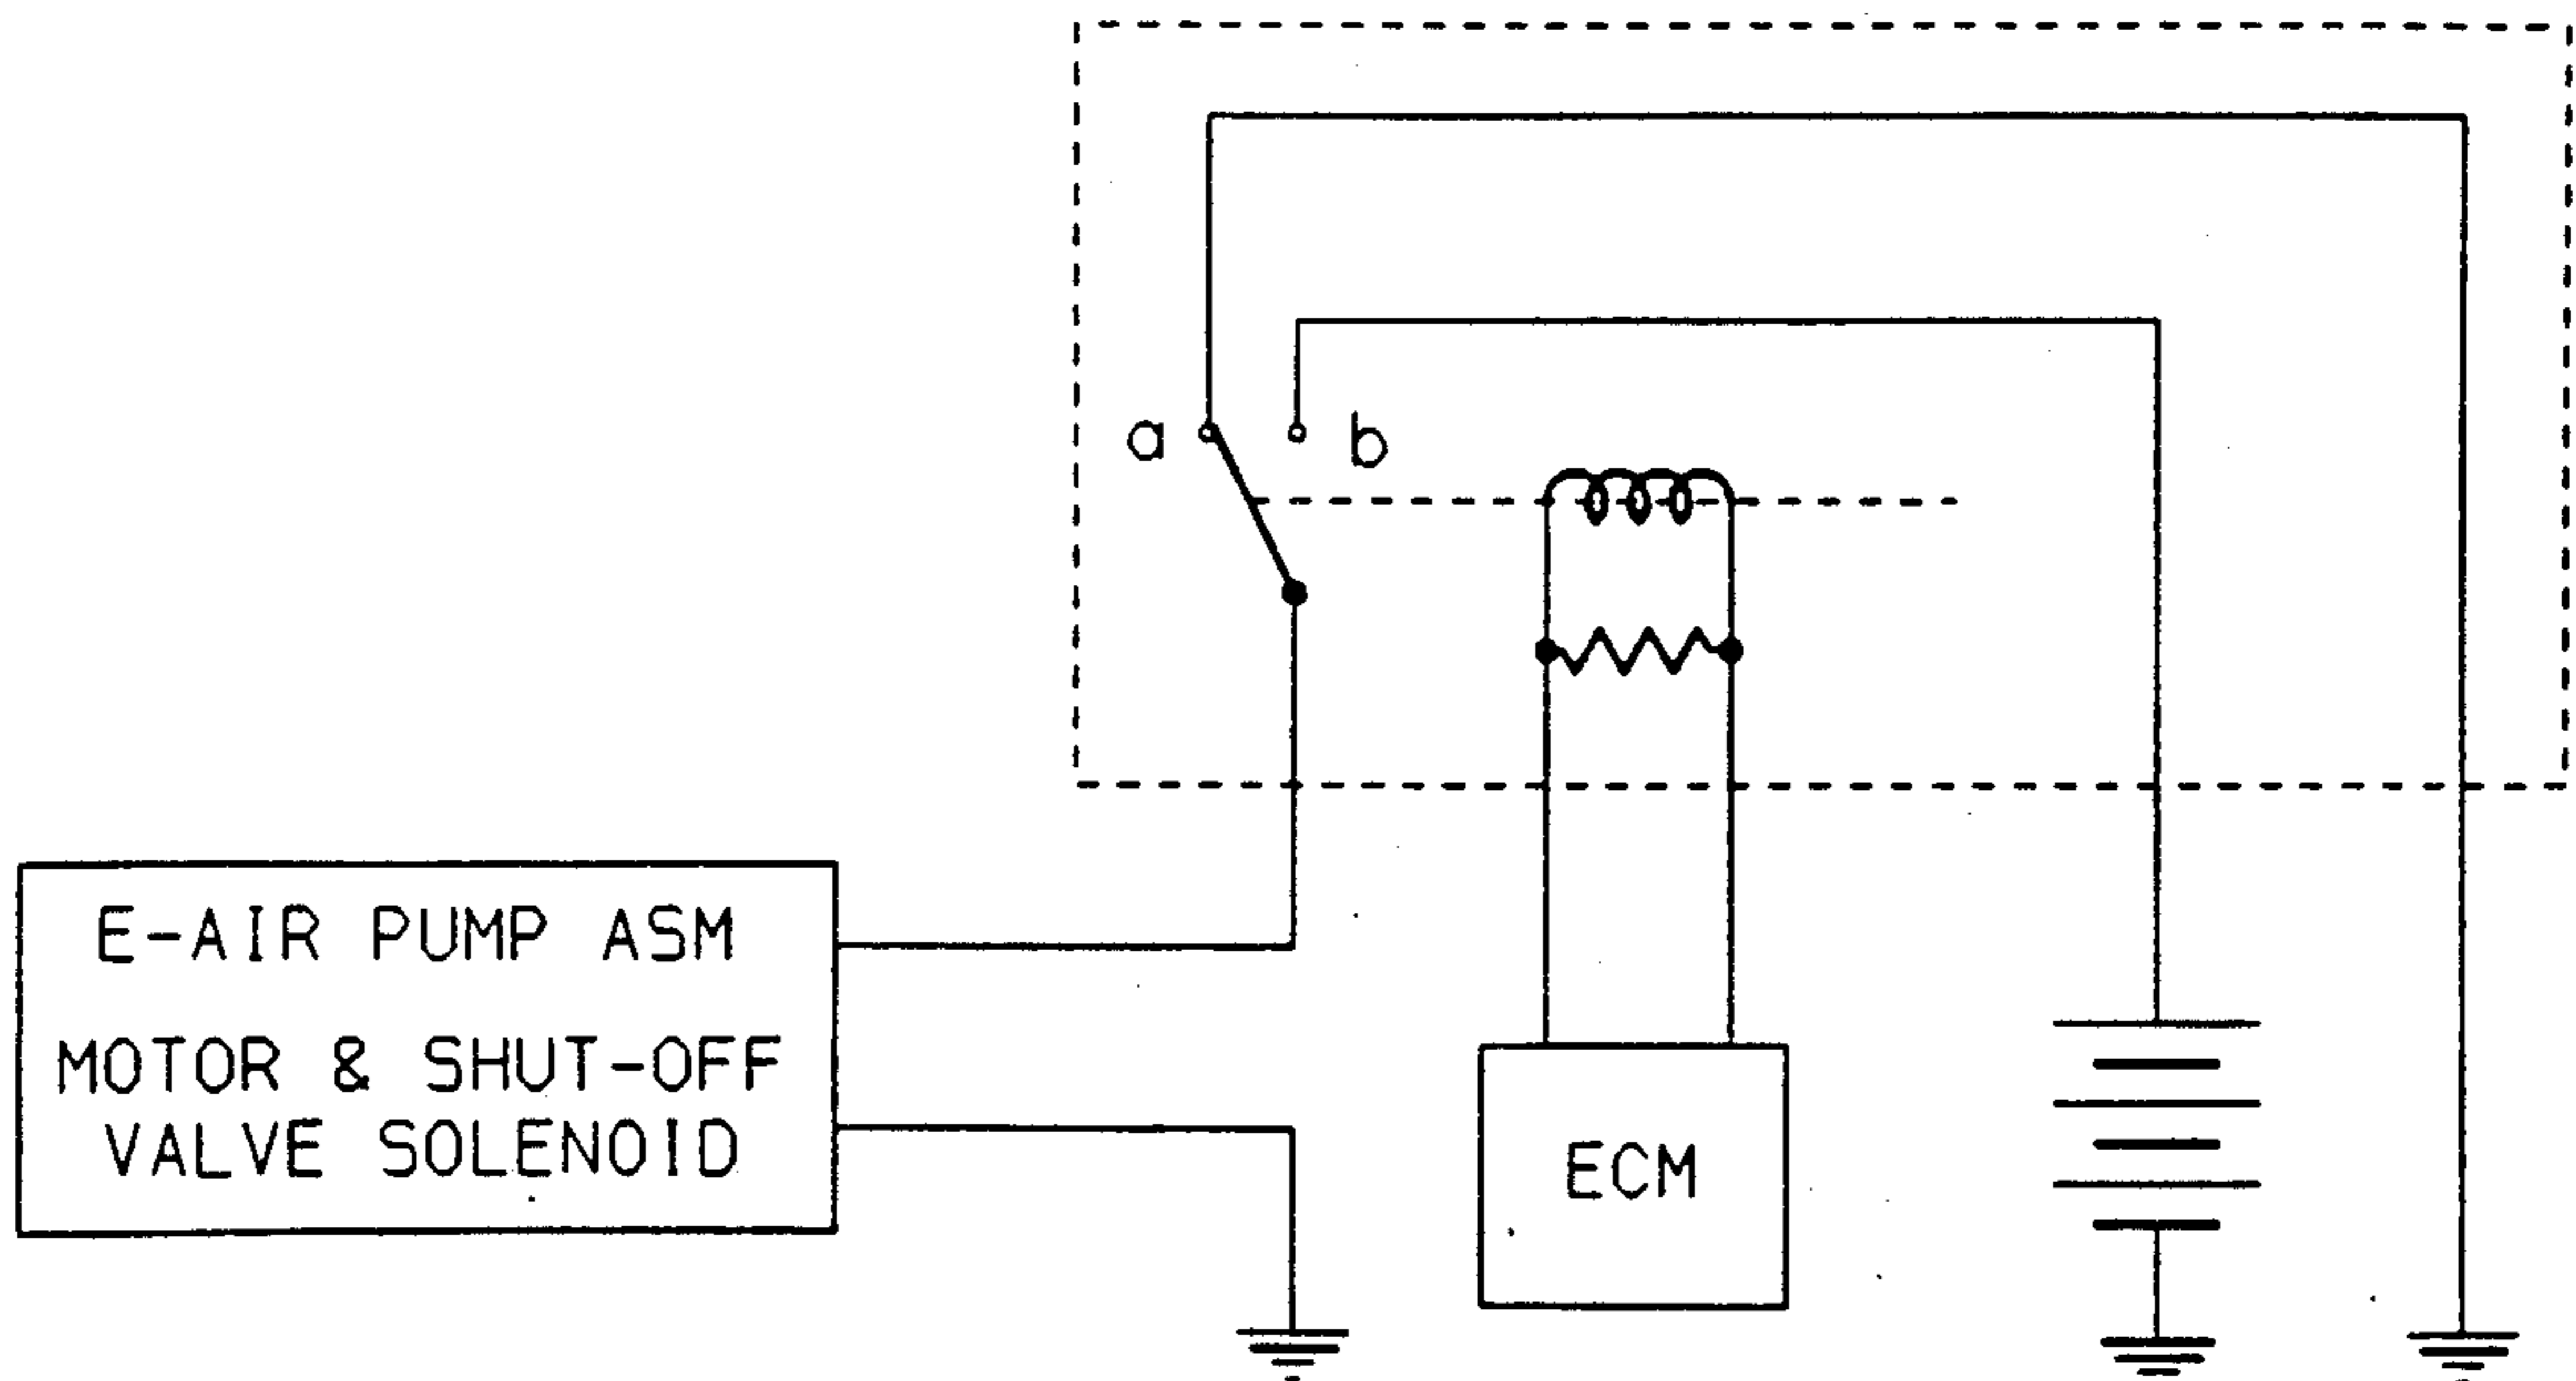 a
b
E-AIR PUMP ASM
MOTOR & SHUT-OFF
VALVE SOLENOID
ECM